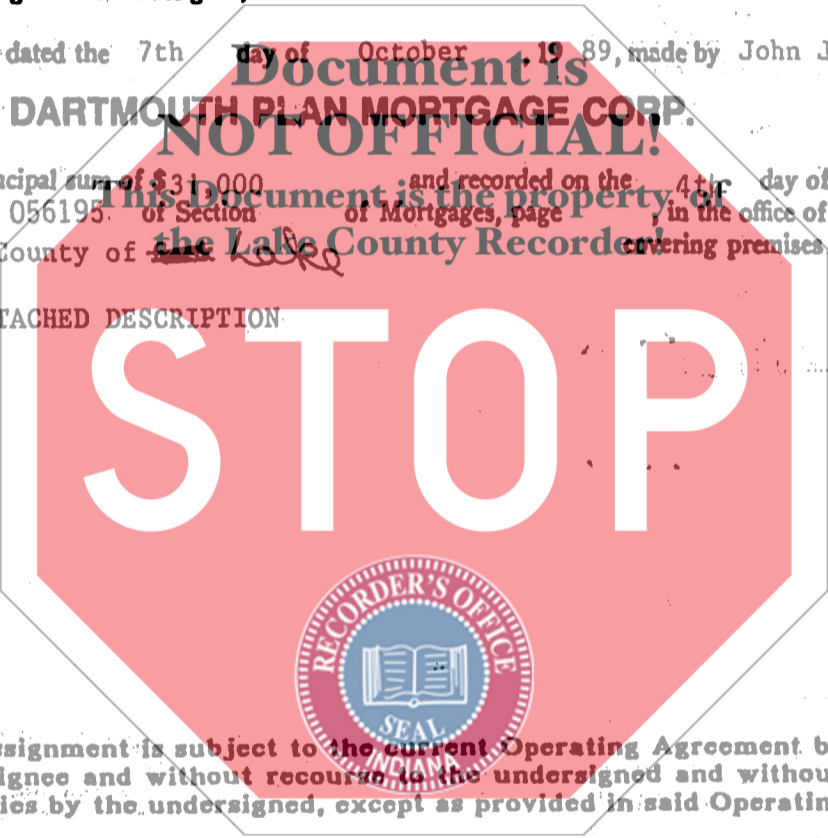 dated the 7th day of October , 19 89, made by John J
Document is
DARTMOUTH PLAN MORTGAGE CORP.
NOT OFFICIAL!
ncipal sum of $31,000 and recorded on the 4th day of
This Document is the property of
056195 of Section of Mortgages, page , in the office of
the Lake County Recorder!
County of Lake covering premises
TACHED DESCRIPTION
STOP
RECORDER'S OFFICE
SEAL
INDIANA
ssignment is subject to the current Operating Agreement b
ignee and without recourse to the undersigned and withou
ies by the undersigned, except as provided in said Operatin